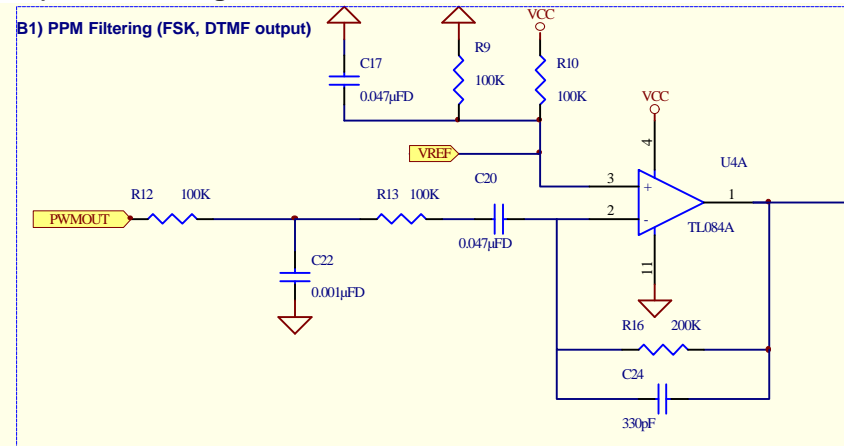 B1) PPM Filtering (FSK, DTMF output)
VCC
R9
C17
R10
100K
0.047µFD
100K
VCC
4
VREF
U4A
C20
3
+
1
R12 100K
R13 100K
2
-
PWMOUT
TL084A
0.047µFD
C22
11
0.001µFD
R16 200K
C24
330pF